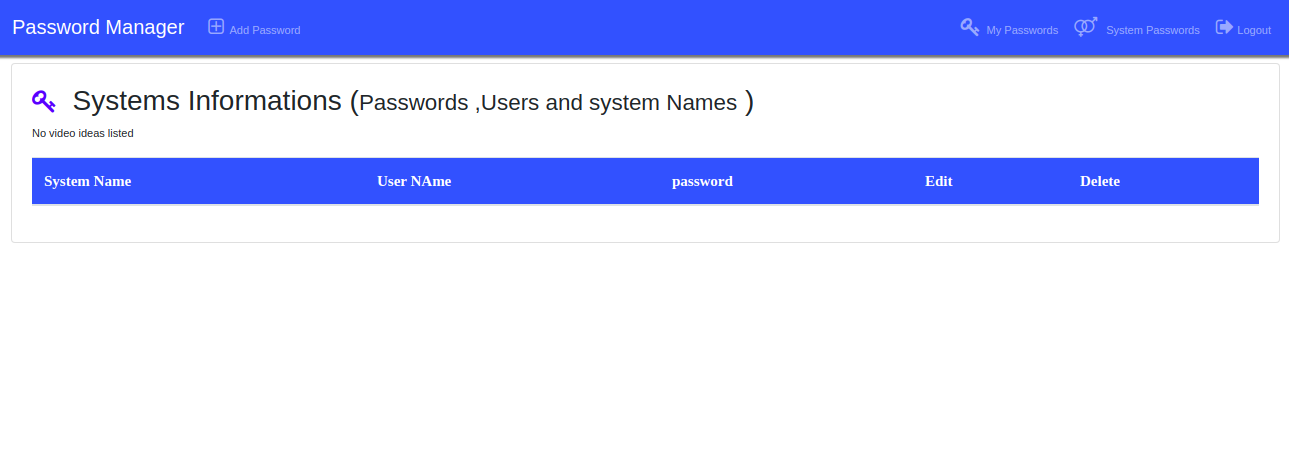 Password Manager Add Password My Passwords System Passwords Logout
Systems Informations (Passwords ,Users and system Names )
No video ideas listed
System Name User NAme password Edit Delete